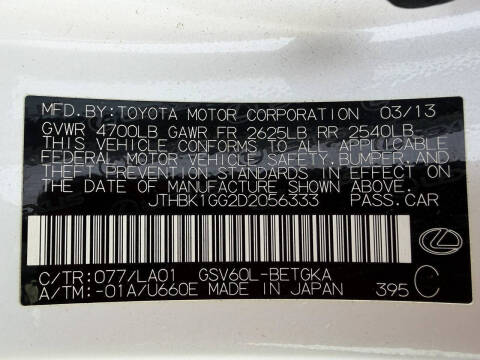 MFD. BY: TOYOTA MOTOR CORPORATION 03/13
GVWR 4700LB GAWR FR 2625LB RR 2540LB
THIS VEHICLE CONFORMS TO ALL APPLICABLE
FEDERAL MOTOR VEHICLE SAFETY, BUMPER, AND
THEFT PREVENTION STANDARDS IN EFFECT ON
THE DATE OF MANUFACTURE SHOWN ABOVE.
JTHBK1GG2D2056333 PASS.CAR
C/TR: 077/LA01 GSV60L-BETGKA
A/TM: -01A/U660E MADE IN JAPAN 395 C